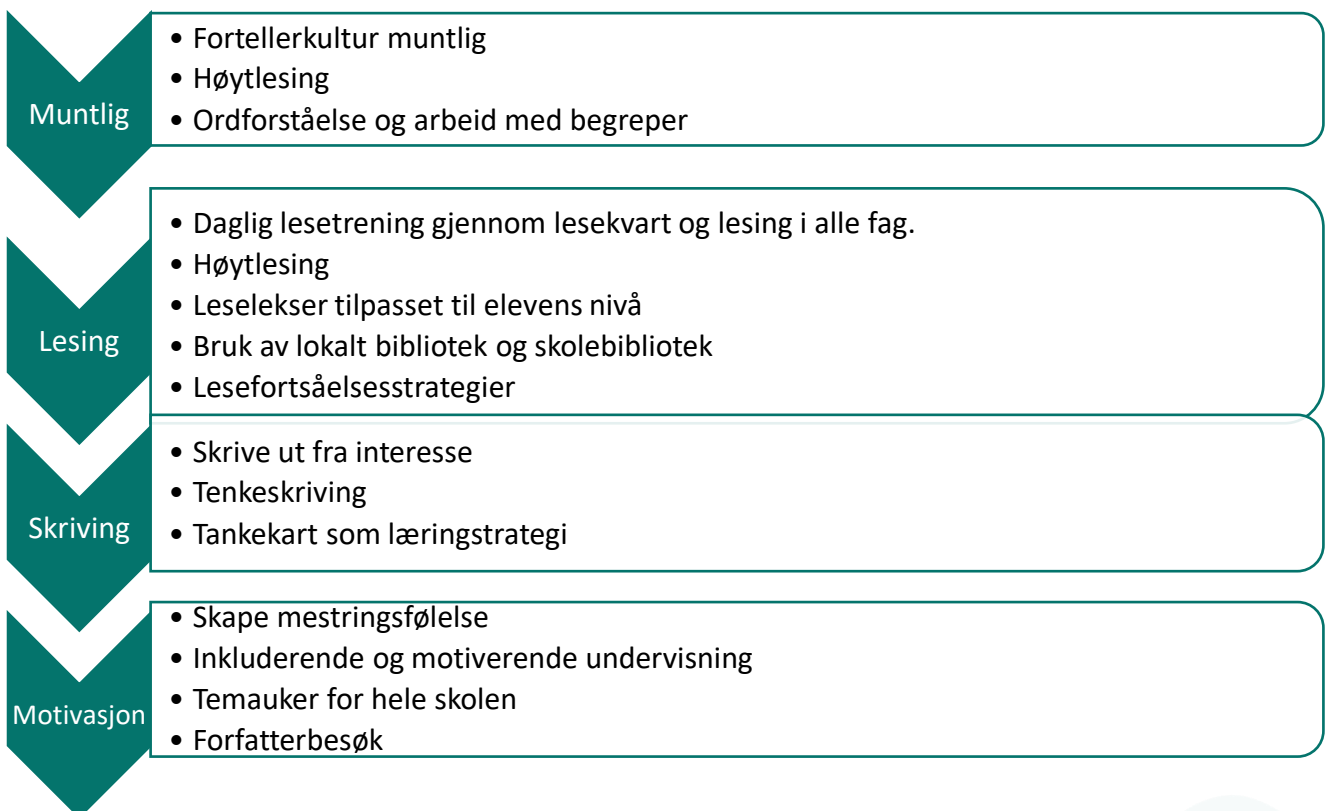 Muntlig
• Fortellerkultur muntlig
• Høytlesing
• Ordforståelse og arbeid med begreper
Lesing
• Daglig lesetrening gjennom lesekvart og lesing i alle fag.
• Høytlesing
• Leselekser tilpasset til elevens nivå
• Bruk av lokalt bibliotek og skolebibliotek
• Lesefortsåelsesstrategier
Skriving
• Skrive ut fra interesse
• Tenkeskriving
• Tankekart som læringstrategi
Motivasjon
• Skape mestringsfølelse
• Inkluderende og motiverende undervisning
• Temauker for hele skolen
• Forfatterbesøk